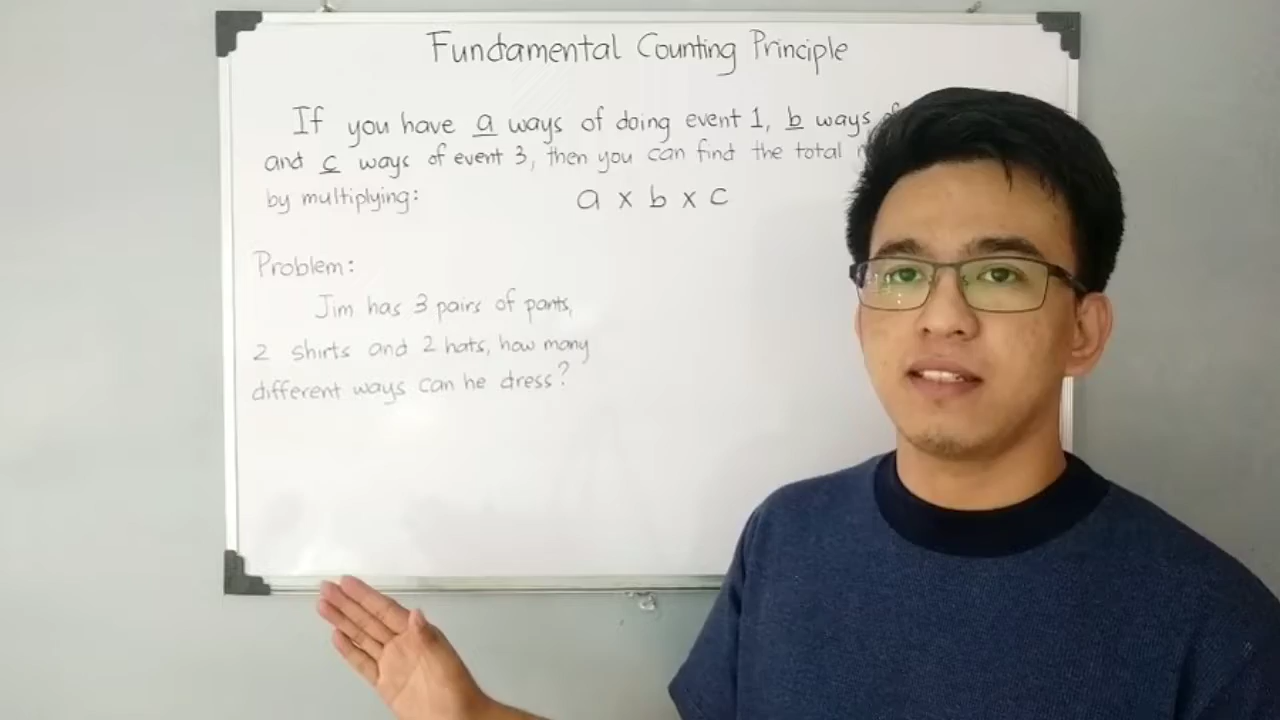 Fundamental Counting Principle
If you have a ways of doing event 1, b ways
and c ways of event 3, then you can find the total
by multiplying: a x b x c
Problem:
Jim has 3 pairs of pants,
2 shirts and 2 hats, how many
different ways can he dress?